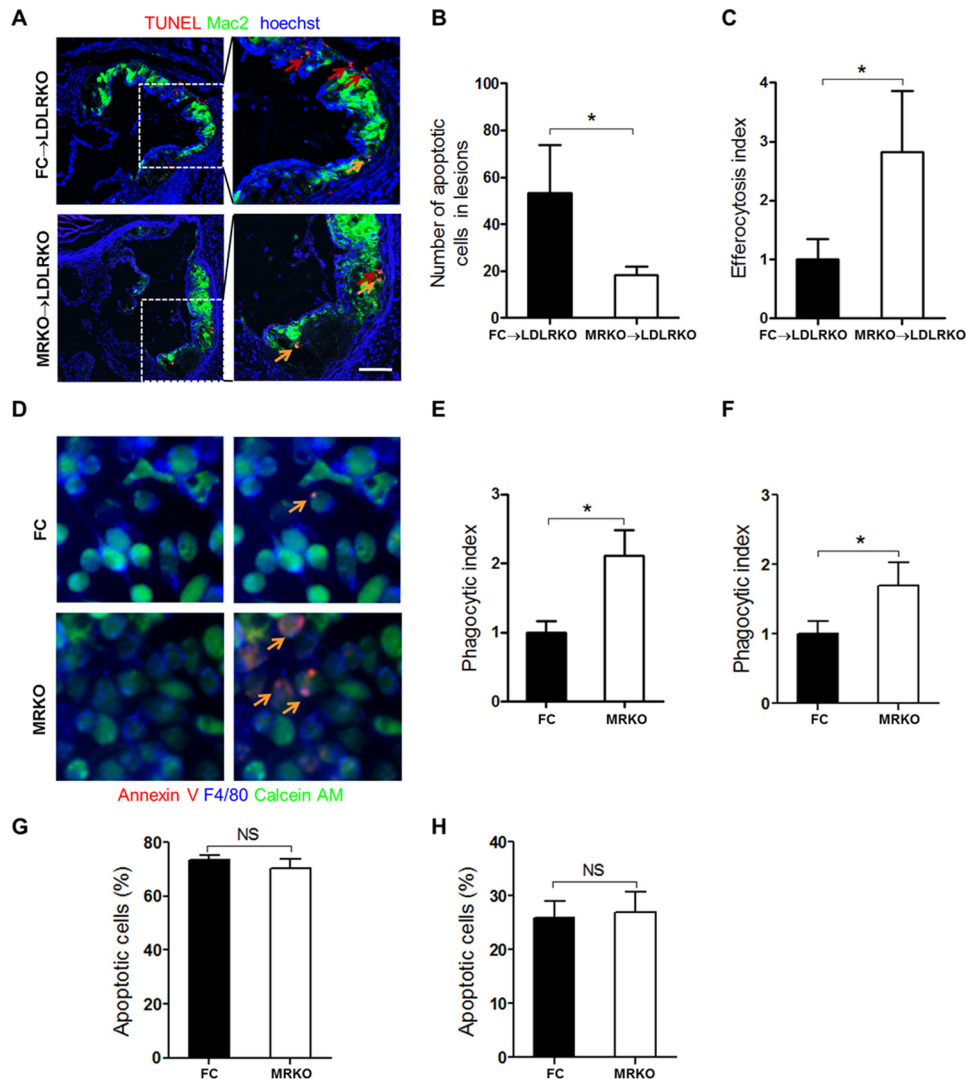 A
TUNEL Mac2 hoechst
FC→LDLRKO
MRKO→LDLRKO
B
Number of apoptotic
cells in lesions
100
80
60
40
20
0
*
FC→LDLRKO MRKO→LDLRKO
C
Efferocytosis index
4
3
2
1
0
*
FC→LDLRKO MRKO→LDLRKO
D
FC
MRKO
Annexin V F4/80 Calcein AM
E
Phagocytic index
3
2
1
0
*
FC MRKO
F
Phagocytic index
3
2
1
0
*
FC MRKO
G
Apoptotic cells (%)
80
60
40
20
0
NS
FC MRKO
H
Apoptotic cells (%)
40
30
20
10
0
NS
FC MRKO